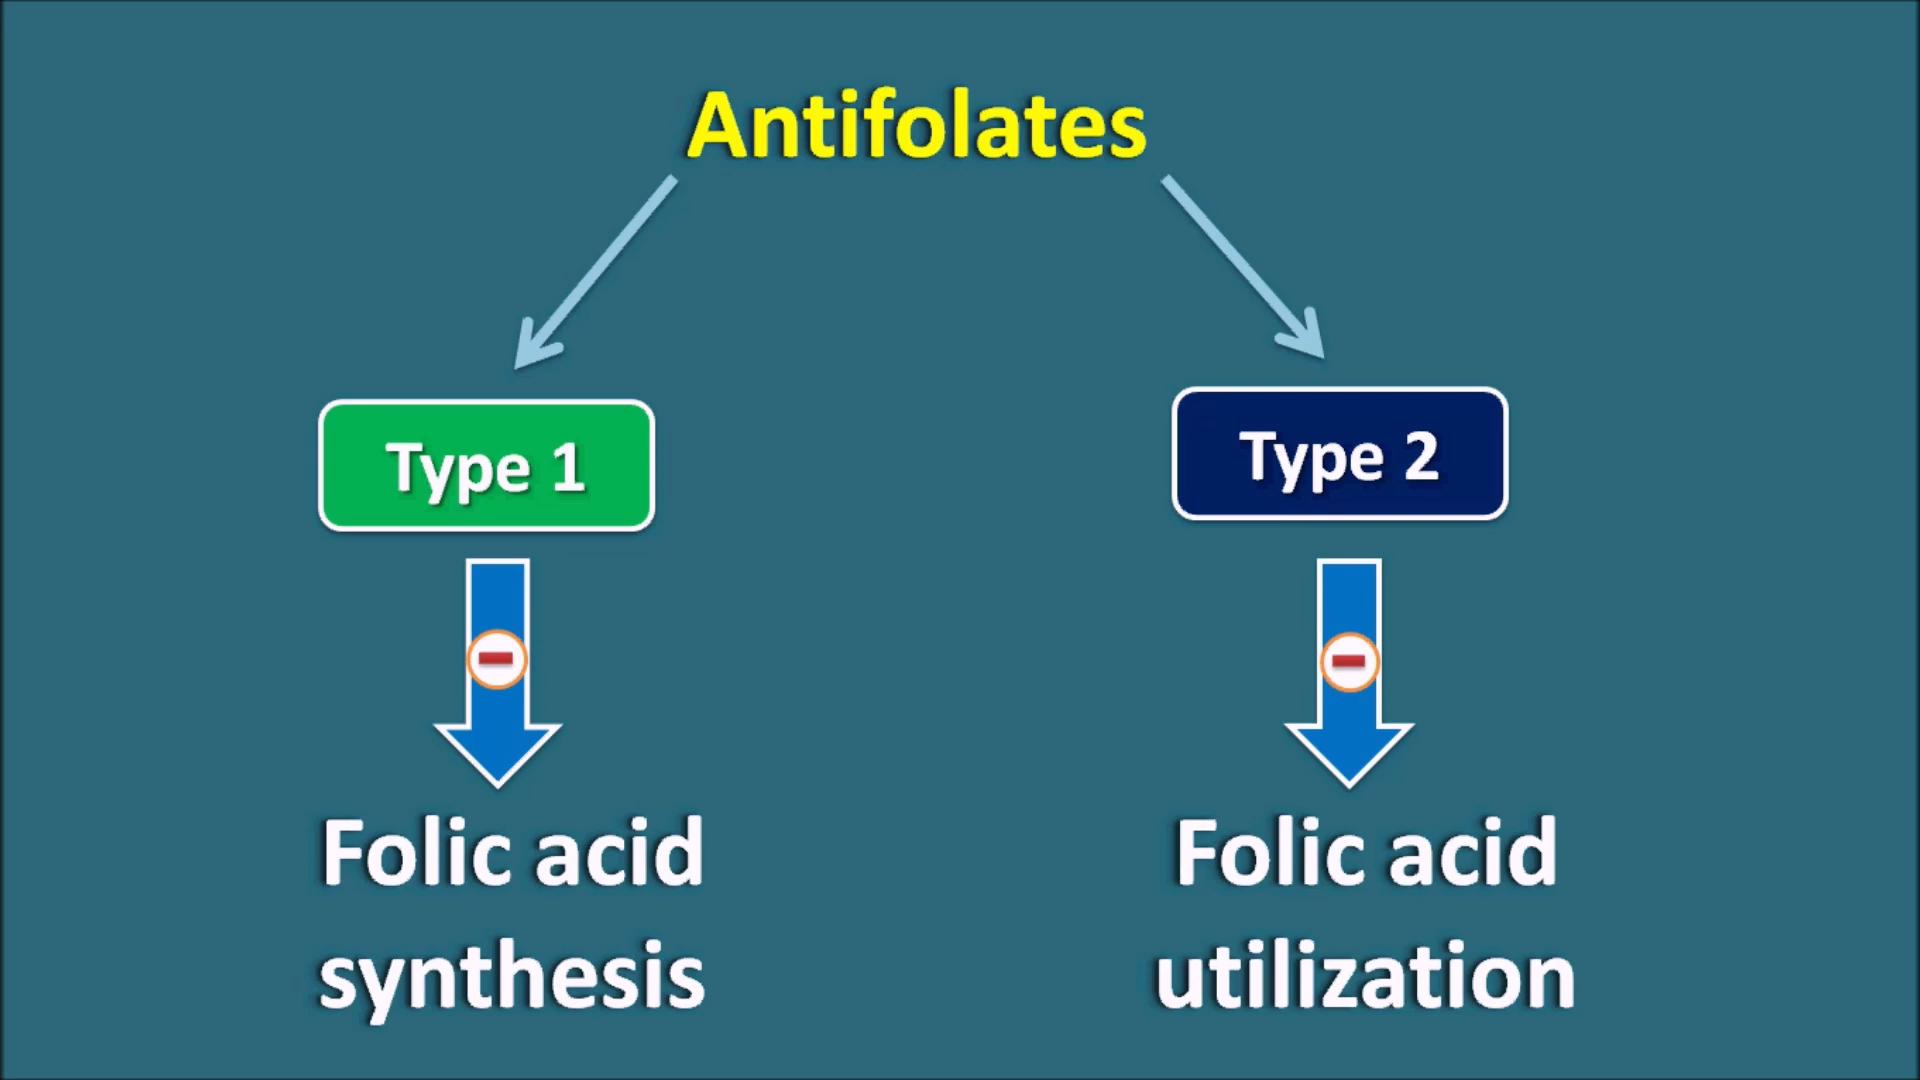 Antifolates
Type 1
Type 2
Folic acid
synthesis
Folic acid
utilization